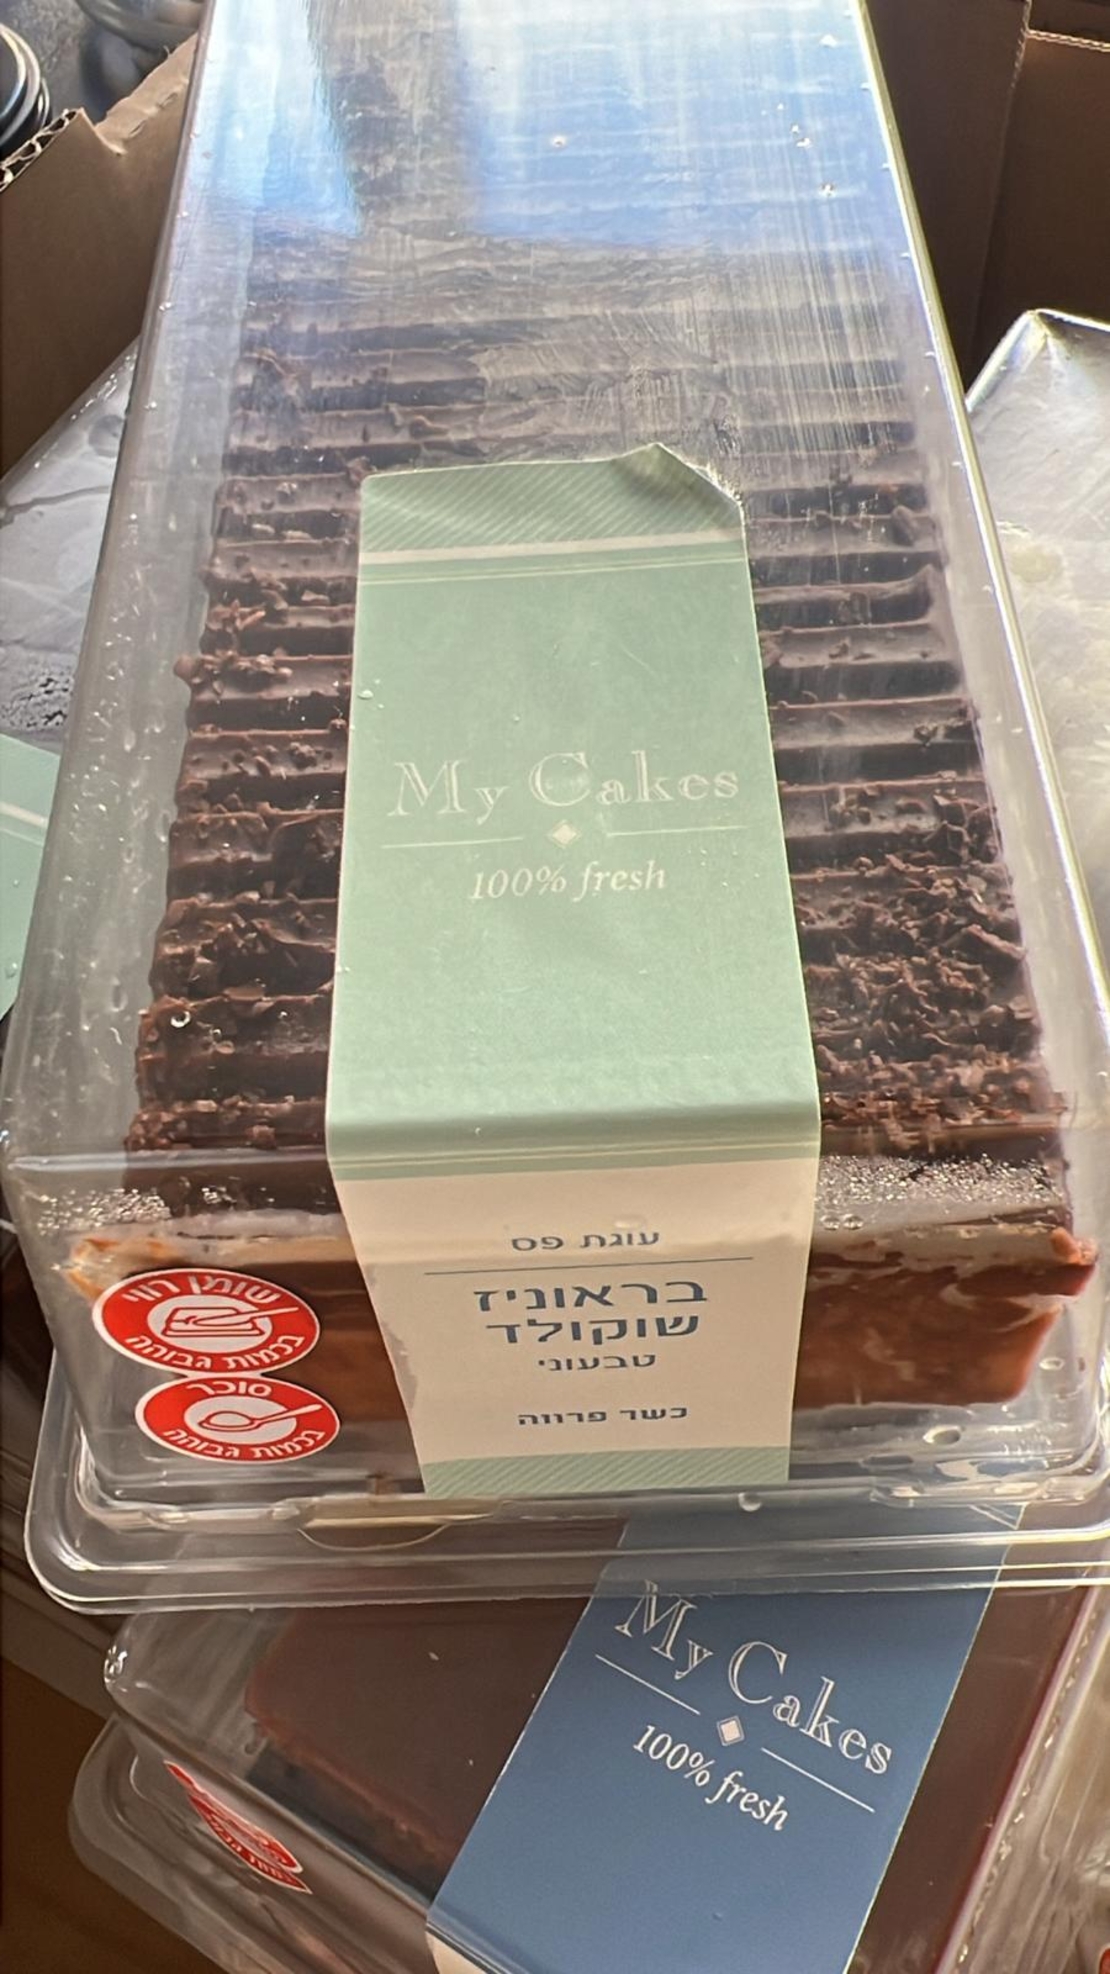 My Cakes
100% fresh
עוגת פס
בראוניז
שוקולד
טבעוני
כשר פרווה
שומן רווי
בכמות גבוהה
סוכר
בכמות גבוהה
My Cakes
100% fresh